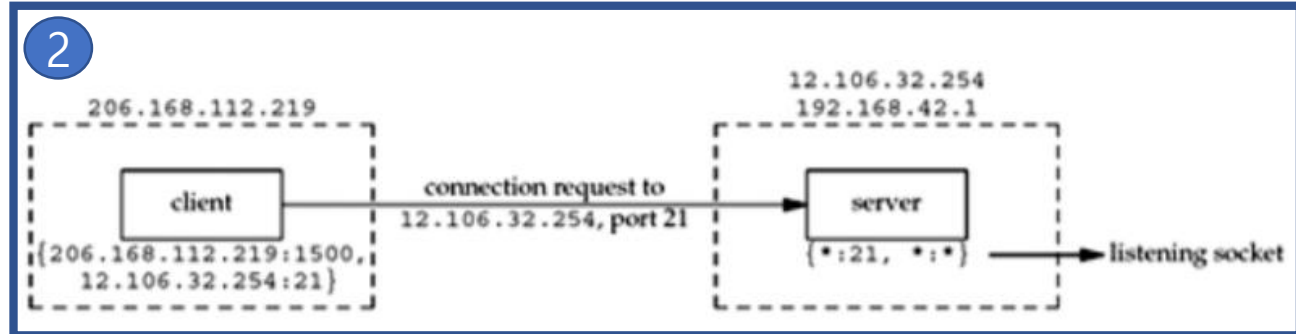 2
12.106.32.254
206.168.112.219
192.168.42.1
client
connection request to
12.106.32.254, port 21
server
{206.168.112.219:1500,
12.106.32.254:21}
{*:21, *:*}
listening socket